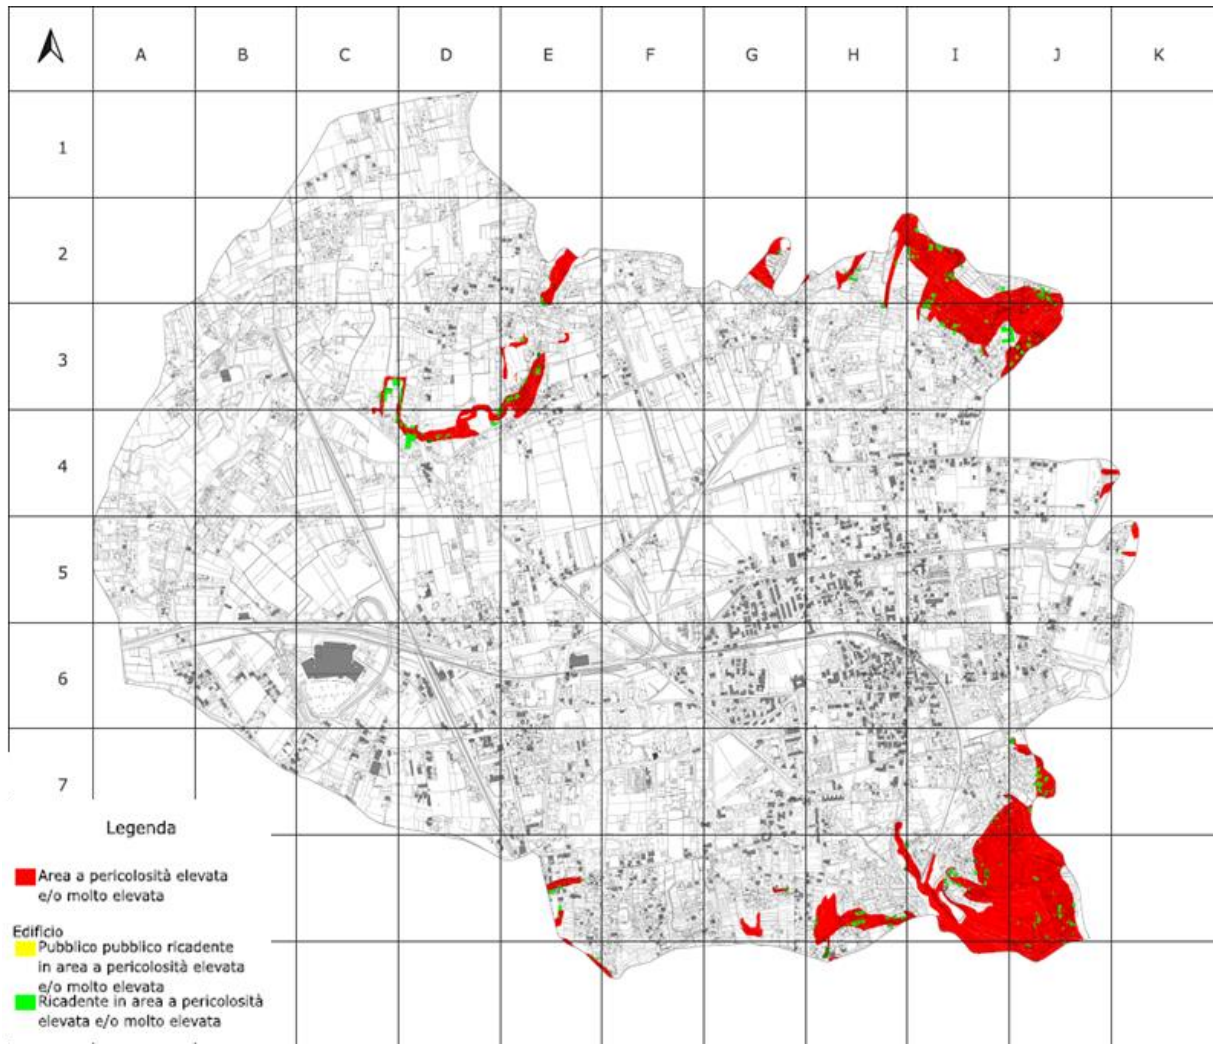 A B C D E F G H I J K
1
2
3
4
5
6
7
Legenda
Area a pericolosità elevata
e/o molto elevata
Edificio
Pubblico pubblico ricadente
in area a pericolosità elevata
e/o molto elevata
Ricadente in area a pericolosità
elevata e/o molto elevata